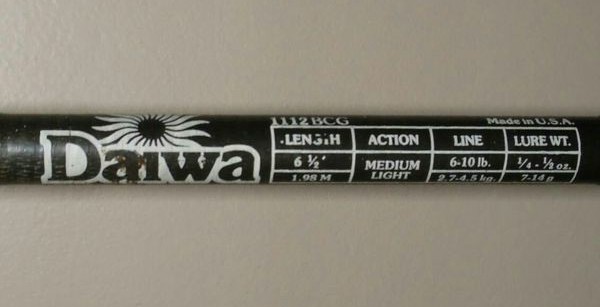 Daiwa
1112BCG Made in U.S.A.
LENGTH ACTION LINE LURE WT.
6 ½' MEDIUM LIGHT 6-10 lb. ¼ - ½ oz.
1.98 M 2.7-4.5 kg. 7-14 g